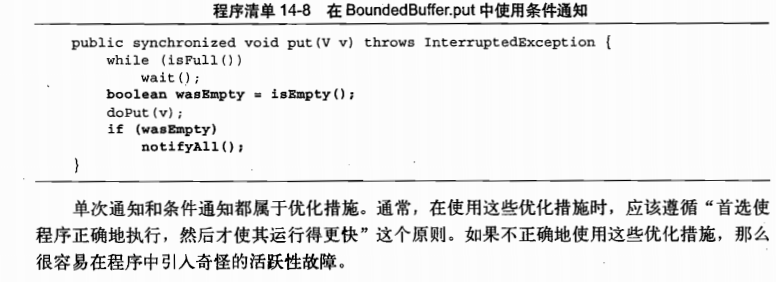 程序清单 14-8 在 BoundedBuffer.put 中使用条件通知
public synchronized void put(V v) throws InterruptedException {
while (isFull())
wait();
boolean wasEmpty = isEmpty();
doPut(v);
if (wasEmpty)
notifyAll();
}
单次通知和条件通知都属于优化措施。通常，在使用这些优化措施时，应该遵循“首选使
程序正确地执行，然后才使其运行得更快”这个原则。如果不正确地使用这些优化措施，那么
很容易在程序中引入奇怪的活跃性故障。